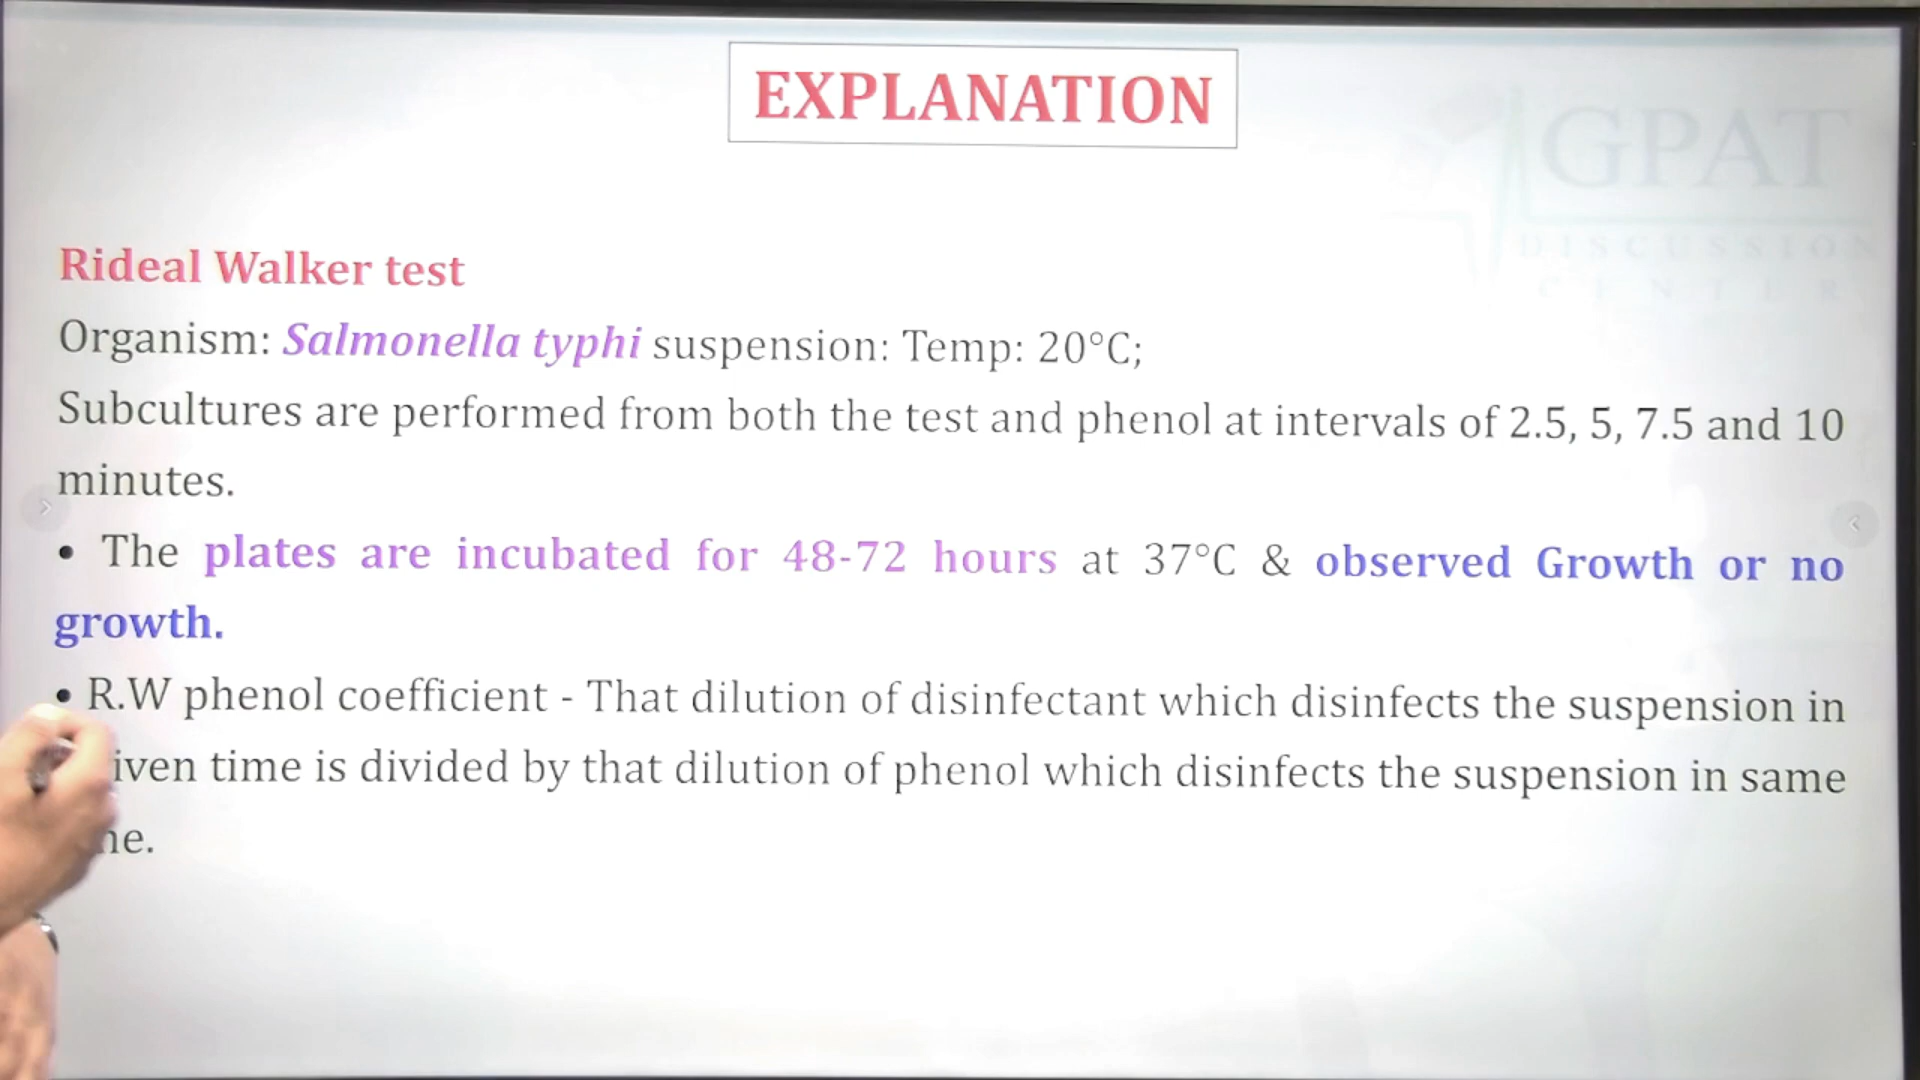 EXPLANATION
GPAT
DISCUSSION
CENTER
Rideal Walker test
Organism: Salmonella typhi suspension: Temp: 20°C;
Subcultures are performed from both the test and phenol at intervals of 2.5, 5, 7.5 and 10
minutes.
• The plates are incubated for 48-72 hours at 37°C & observed Growth or no
growth.
• R.W phenol coefficient - That dilution of disinfectant which disinfects the suspension in
time is divided by that dilution of phenol which disinfects the suspension in same